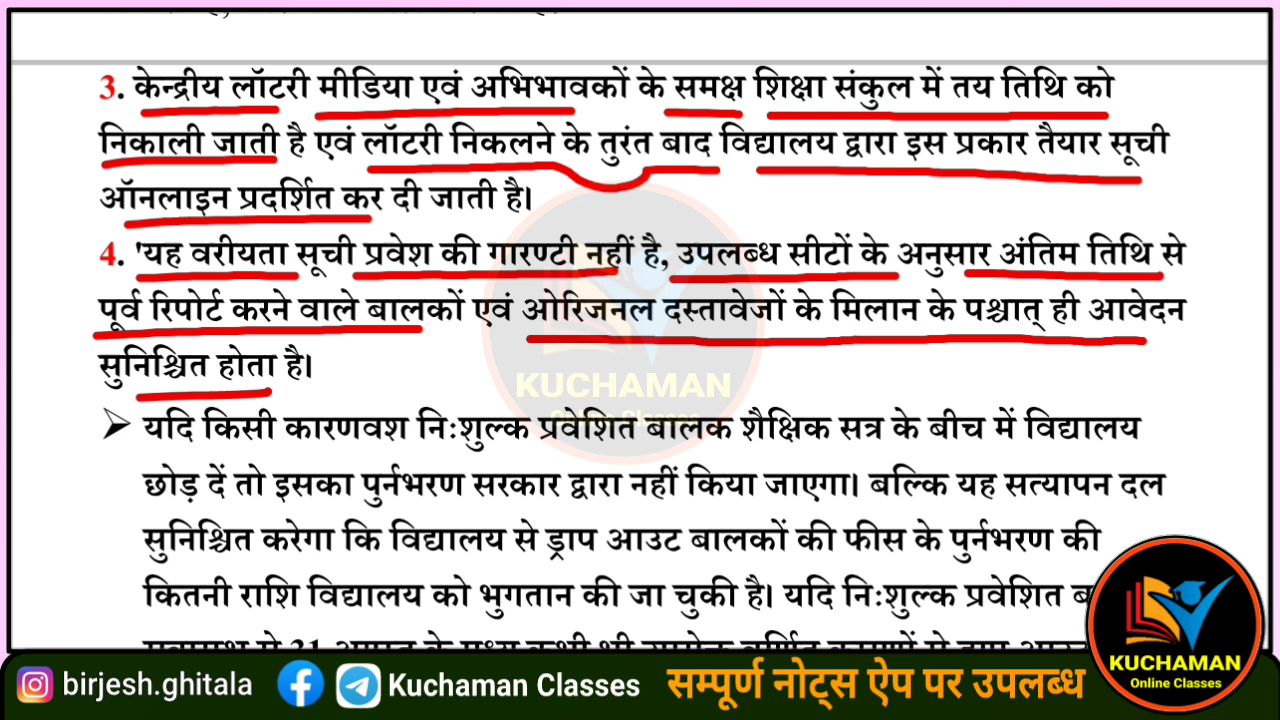 3. केन्द्रीय लॉटरी मीडिया एवं अभिभावकों के समक्ष शिक्षा संकुल में तय तिथि को
निकाली जाती है एवं लॉटरी निकलने के तुरंत बाद विद्यालय द्वारा इस प्रकार तैयार सूची
ऑनलाइन प्रदर्शित कर दी जाती है।
4. 'यह वरीयता सूची प्रवेश की गारण्टी नहीं है, उपलब्ध सीटों के अनुसार अंतिम तिथि से
पूर्व रिपोर्ट करने वाले बालकों एवं ओरिजनल दस्तावेजों के मिलान के पश्चात् ही आवेदन
सुनिश्चित होता है।
➢ यदि किसी कारणवश निःशुल्क प्रवेशित बालक शैक्षिक सत्र के बीच में विद्यालय
छोड़ दें तो इसका पुर्नभरण सरकार द्वारा नहीं किया जाएगा। बल्कि यह सत्यापन दल
सुनिश्चित करेगा कि विद्यालय से ड्राप आउट बालकों की फीस के पुर्नभरण की
कितनी राशि विद्यालय को भुगतान की जा चुकी है। यदि निःशुल्क प्रवेशित
KUCHAMAN
Online Classes
KUCHAMAN
Online Classes
birjesh.ghitala Kuchaman Classes सम्पूर्ण नोट्स ऐप पर उपलब्ध